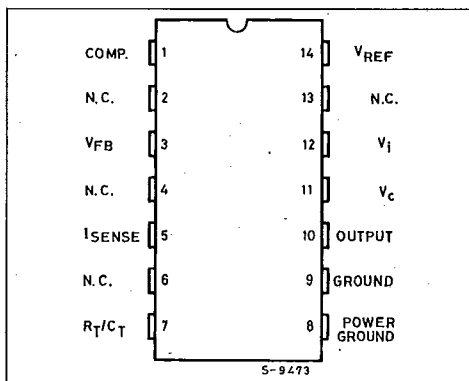 COMP. 1 14 VREF
N.C. 2 13 N.C.
VFB 3 12 Vi
N.C. 4 11 Vc
ISENSE 5 10 OUTPUT
N.C. 6 9 GROUND
RT/CT 7 8 POWER GROUND
S-9473